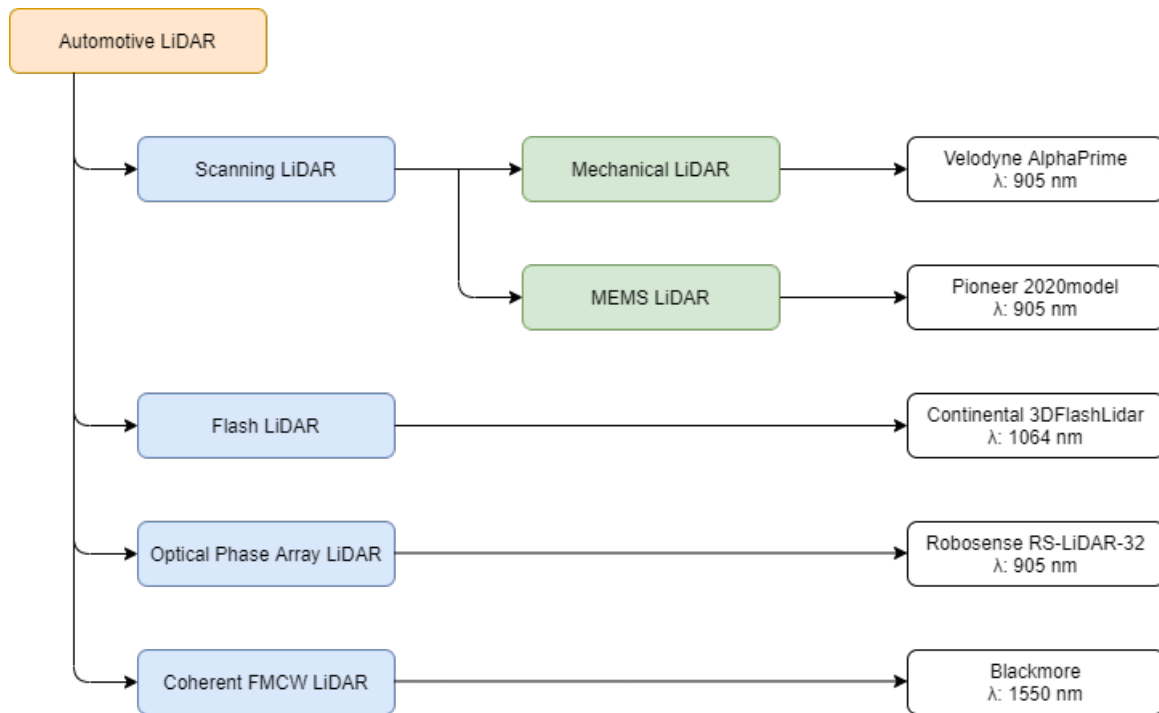 Automotive LiDAR
Scanning LiDAR
Mechanical LiDAR
Velodyne AlphaPrime
λ: 905 nm
MEMS LiDAR
Pioneer 2020model
λ: 905 nm
Flash LiDAR
Continental 3DFlashLidar
λ: 1064 nm
Optical Phase Array LiDAR
Robosense RS-LiDAR-32
λ: 905 nm
Coherent FMCW LiDAR
Blackmore
λ: 1550 nm